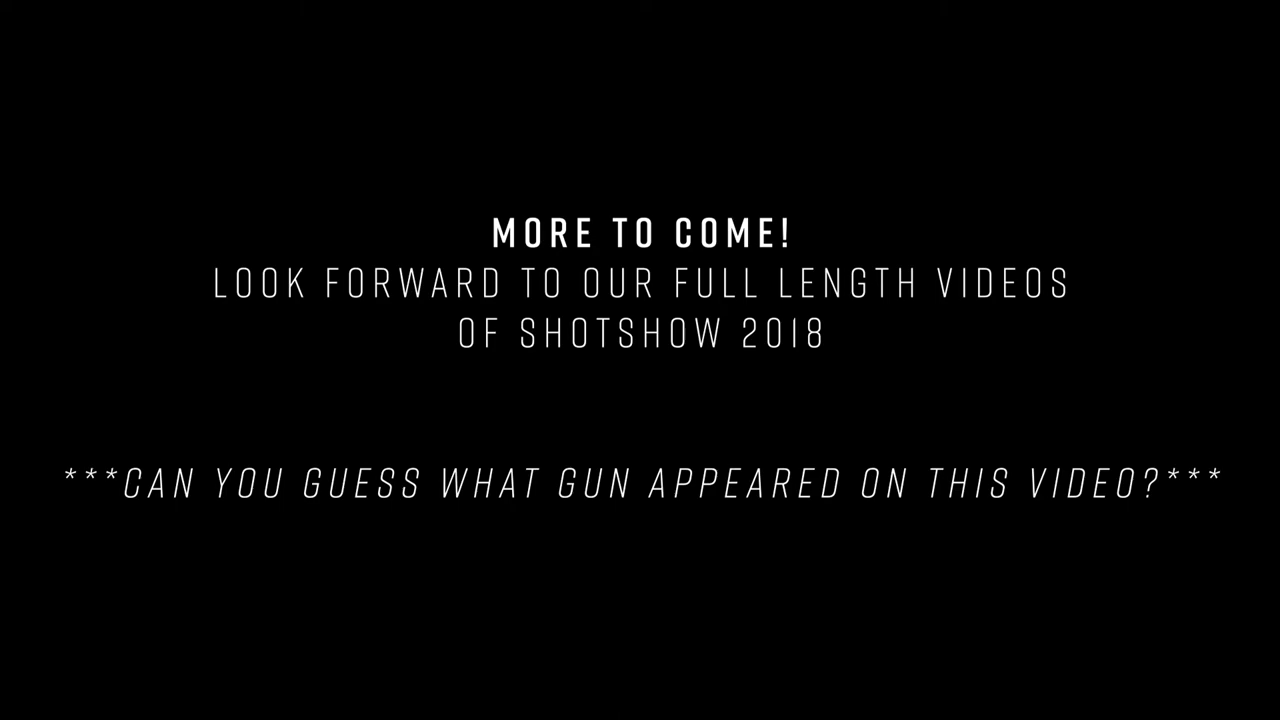 MORE TO COME!
LOOK FORWARD TO OUR FULL LENGTH VIDEOS
OF SHOTSHOW 2018
***CAN YOU GUESS WHAT GUN APPEARED ON THIS VIDEO?***